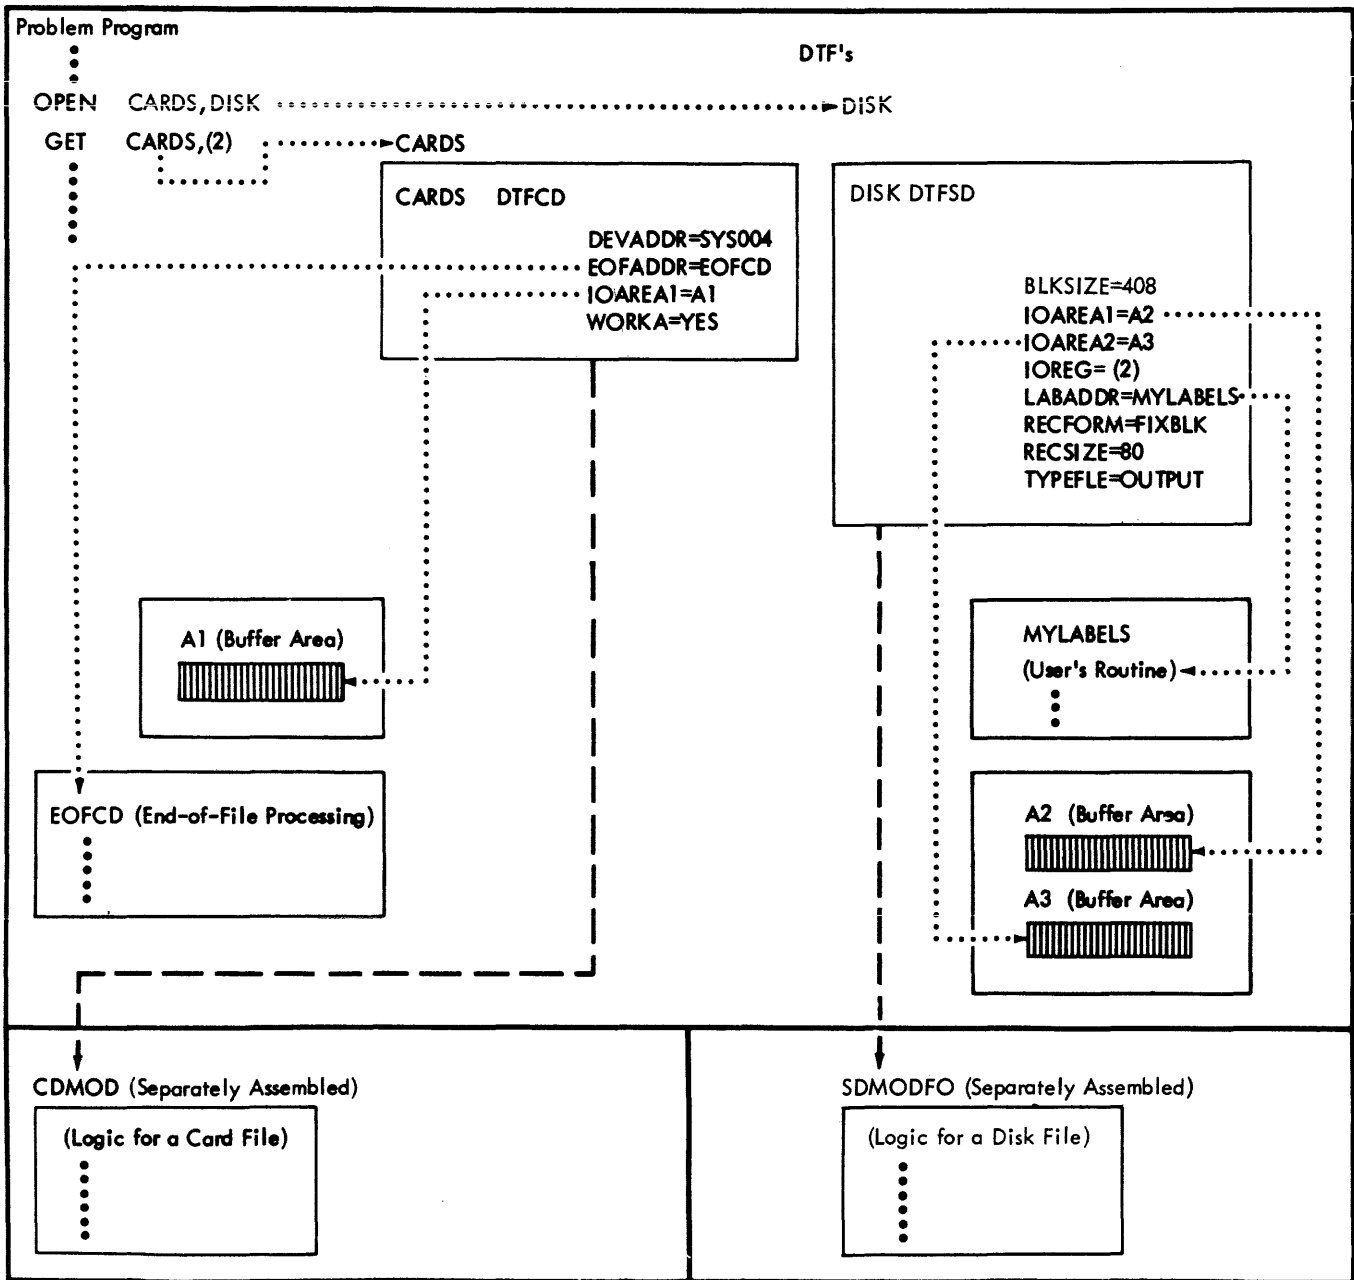 Problem Program
DTF's
OPEN CARDS,DISK DISK
GET CARDS,(2) CARDS
CARDS DTFCD
DEVADDR=SYS004
EOFADDR=EOFCD
IOAREA1=A1
WORKA=YES
DISK DTFSD
BLKSIZE=408
IOAREA1=A2
IOAREA2=A3
IOREG= (2)
LABADDR=MYLABELS
RECFORM=FIXBLK
RECSIZE=80
TYPEFLE=OUTPUT
A1 (Buffer Area)
MYLABELS
(User's Routine)
EOFCD (End-of-File Processing)
A2 (Buffer Area)
A3 (Buffer Area)
CDMOD (Separately Assembled)
(Logic for a Card File)
SDMODFO (Separately Assembled)
(Logic for a Disk File)